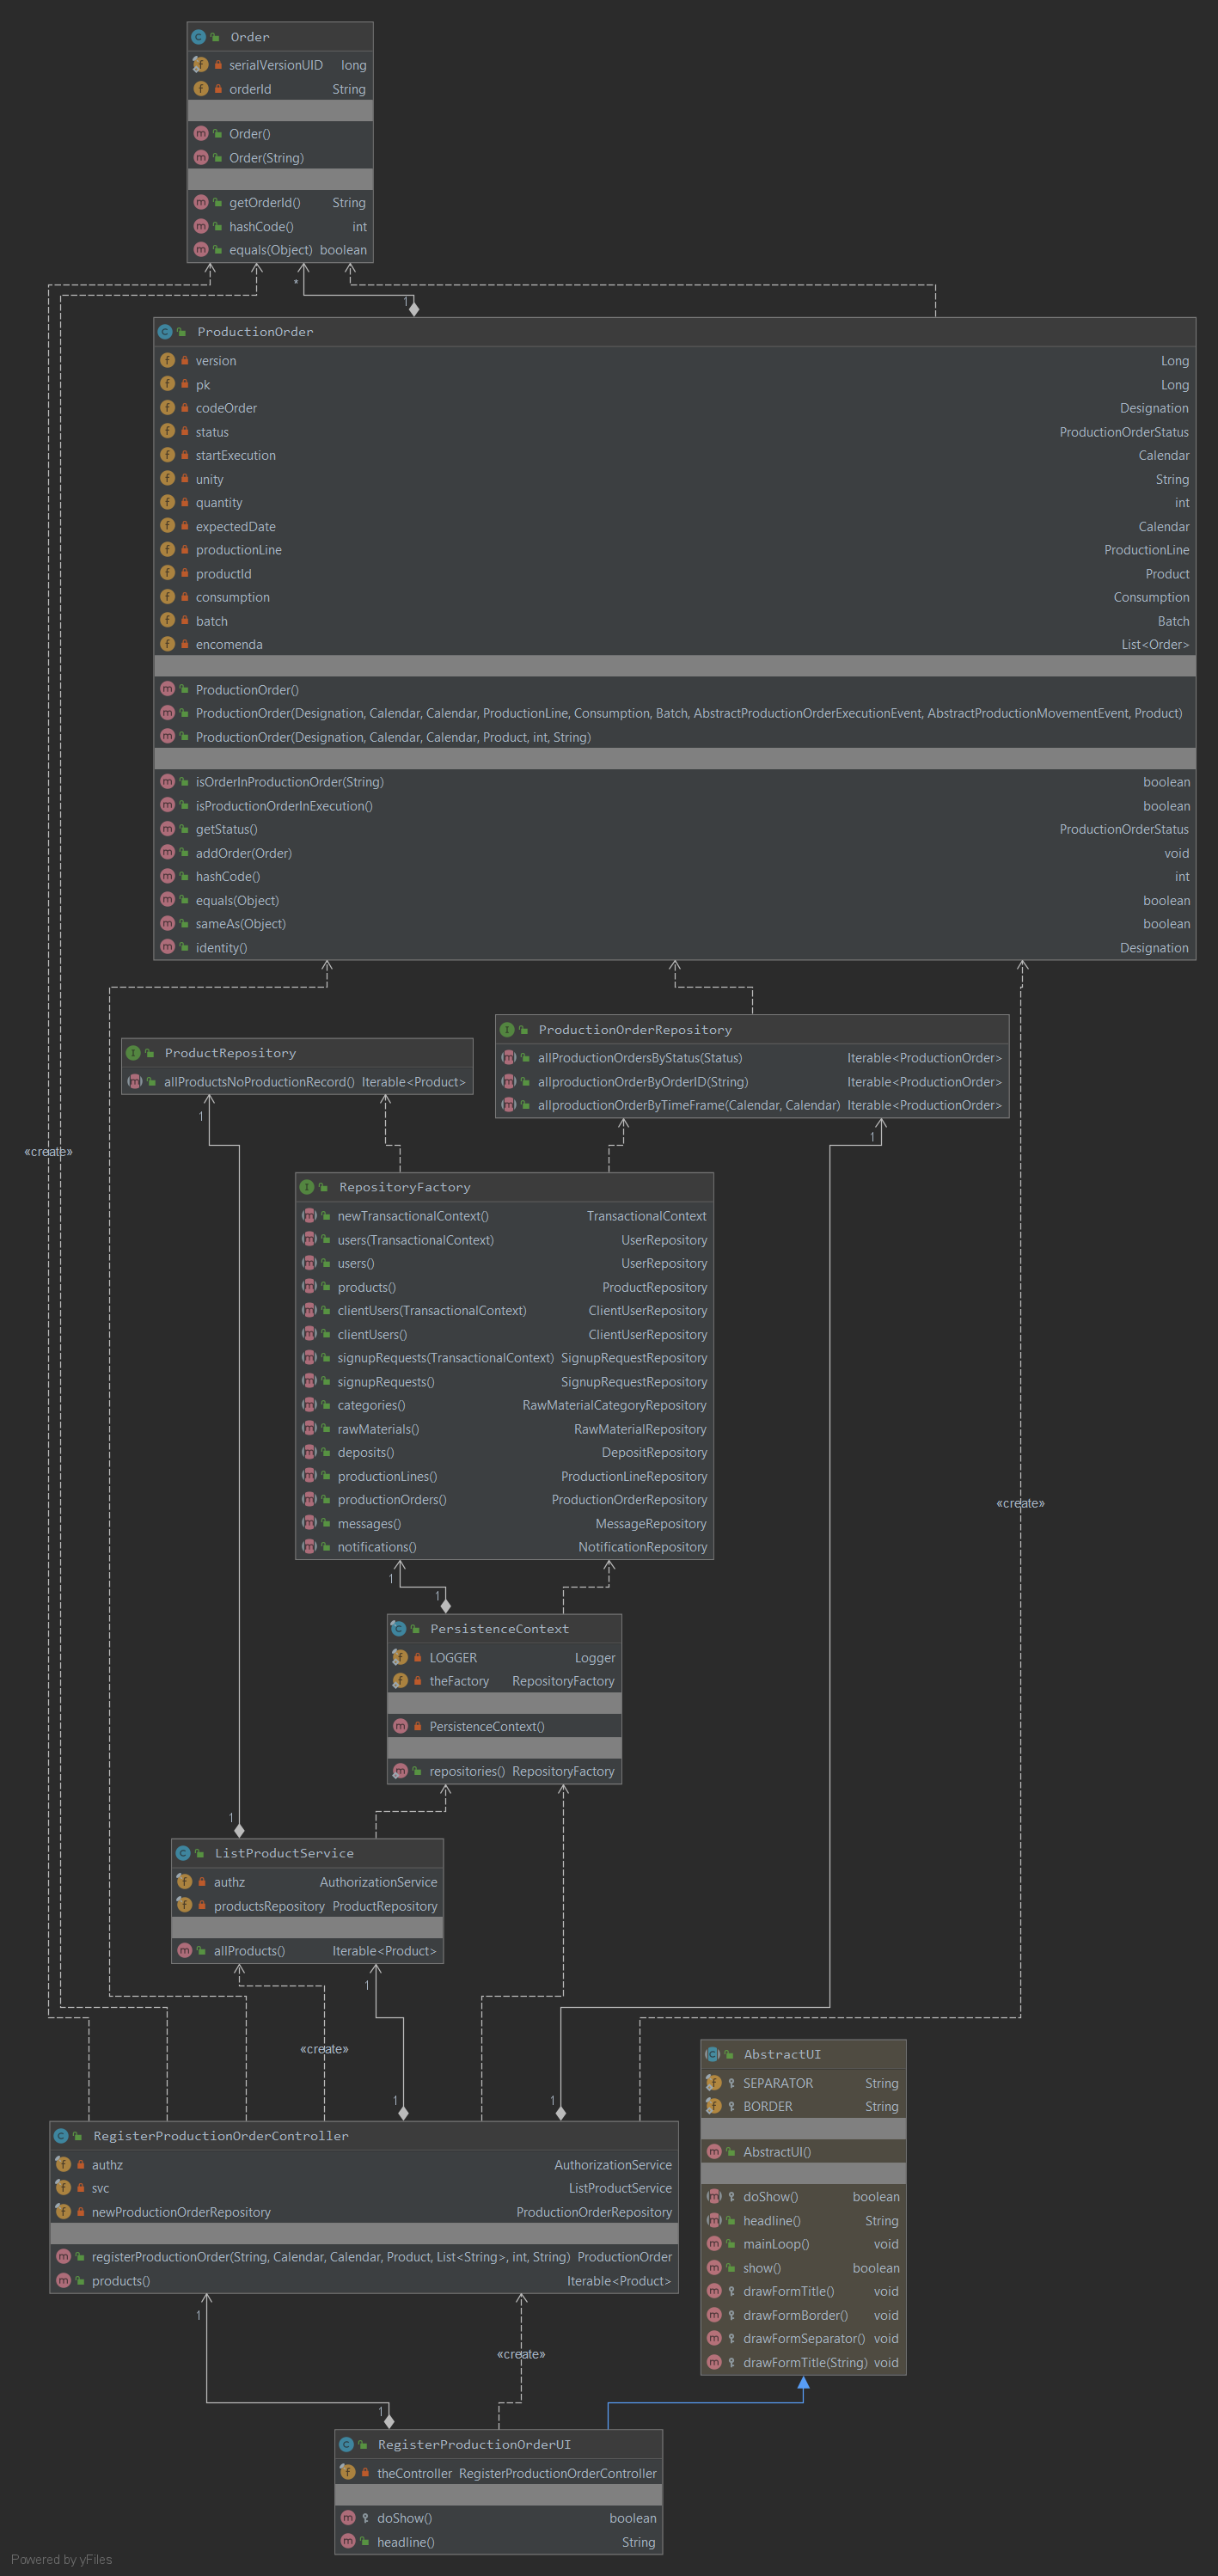 Order
serialVersionUID long
orderId String
Order()
Order(String)
getOrderId() String
hashCode() int
equals(Object) boolean
*
1
ProductionOrder
version Long
pk Long
codeOrder Designation
status ProductionOrderStatus
startExecution Calendar
unity String
quantity int
expectedDate Calendar
productionLine ProductionLine
productId Product
consumption Consumption
batch Batch
encomenda List<Order>
ProductionOrder()
ProductionOrder(Designation, Calendar, Calendar, ProductionLine, Consumption, Batch, AbstractProductionOrderExecutionEvent, AbstractProductionMovementEvent, Product)
ProductionOrder(Designation, Calendar, Calendar, Product, int, String)
isOrderInProductionOrder(String) boolean
isProductionOrderInExecution() boolean
getStatus() ProductionOrderStatus
addOrder(Order) void
hashCode() int
equals(Object) boolean
sameAs(Object) boolean
identity() Designation
ProductRepository
allProductsNoProductionRecord() Iterable<Product>
ProductionOrderRepository
allProductionOrdersByStatus(Status) Iterable<ProductionOrder>
allproductionOrderByOrderID(String) Iterable<ProductionOrder>
allproductionOrderByTimeFrame(Calendar, Calendar) Iterable<ProductionOrder>
1
1
«create»
RepositoryFactory
newTransactionalContext() TransactionalContext
users(TransactionalContext) UserRepository
users() UserRepository
products() ProductRepository
clientUsers(TransactionalContext) ClientUserRepository
clientUsers() ClientUserRepository
signupRequests(TransactionalContext) SignupRequestRepository
signupRequests() SignupRequestRepository
categories() RawMaterialCategoryRepository
rawMaterials() RawMaterialRepository
deposits() DepositRepository
productionLines() ProductionLineRepository
productionOrders() ProductionOrderRepository
messages() MessageRepository
notifications() NotificationRepository
«create»
1
1
PersistenceContext
LOGGER Logger
theFactory RepositoryFactory
PersistenceContext()
repositories() RepositoryFactory
1
ListProductService
authz AuthorizationService
productsRepository ProductRepository
allProducts() Iterable<Product>
1
«create»
1
1
RegisterProductionOrderController
authz AuthorizationService
svc ListProductService
newProductionOrderRepository ProductionOrderRepository
registerProductionOrder(String, Calendar, Calendar, Product, List<String>, int, String) ProductionOrder
products() Iterable<Product>
AbstractUI
SEPARATOR String
BORDER String
AbstractUI()
doShow() boolean
headline() String
mainLoop() void
show() boolean
drawFormTitle() void
drawFormBorder() void
drawFormSeparator() void
drawFormTitle(String) void
1
«create»
1
RegisterProductionOrderUI
theController RegisterProductionOrderController
doShow() boolean
headline() String
Powered by yFiles